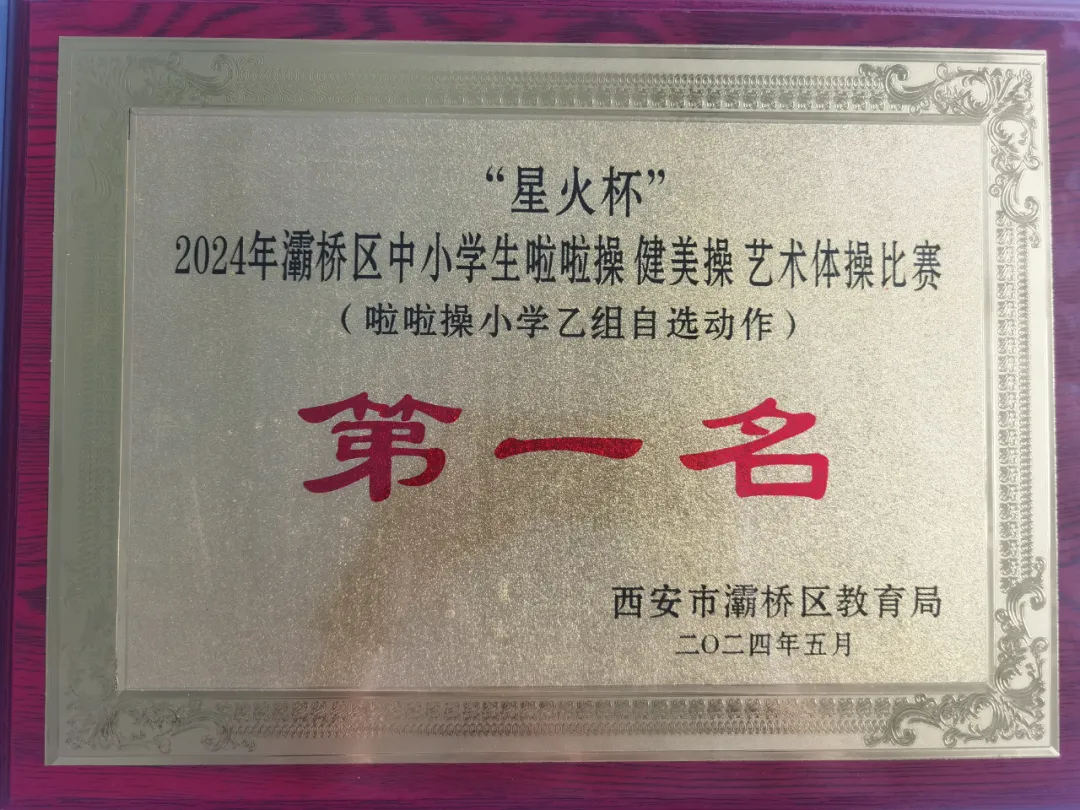 “星火杯”
2024年灞桥区中小学生啦啦操 健美操 艺术体操比赛
（啦啦操小学乙组自选动作）
第一名
西安市灞桥区教育局
二〇二四年五月